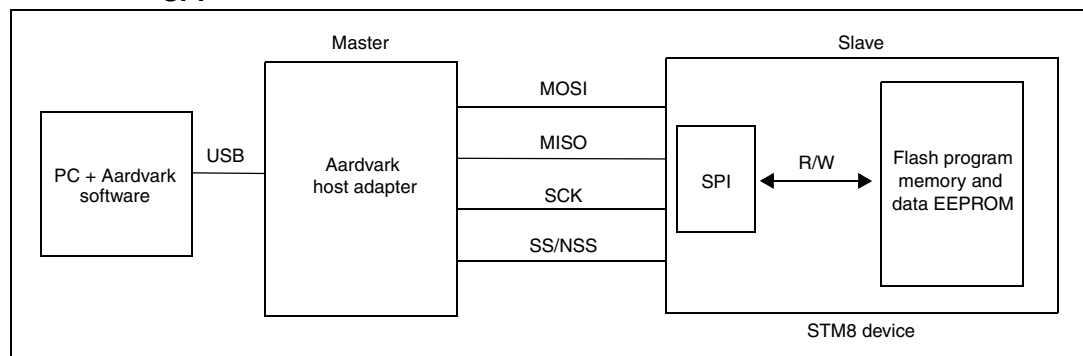 Master
Slave
PC + Aardvark
software
USB
Aardvark
host adapter
MOSI
MISO
SCK
SS/NSS
SPI
R/W
Flash program
memory and
data EEPROM
STM8 device